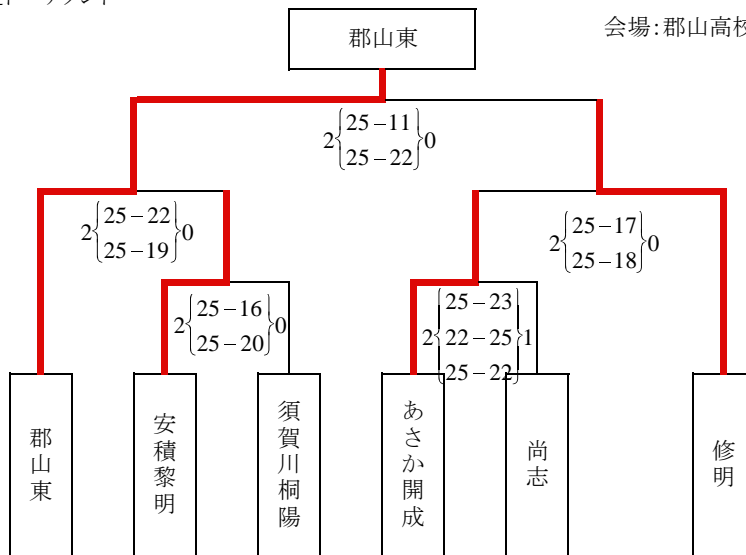 郡山東
会場:郡山高校
2{25-11}0
25-22
2{25-22}0
25-19
2{25-17}0
25-18
2{25-16}0
25-20
2{25-23
22-25}1
25-22
郡山東
安積黎明
須賀川桐陽
あさか開成
尚志
修明